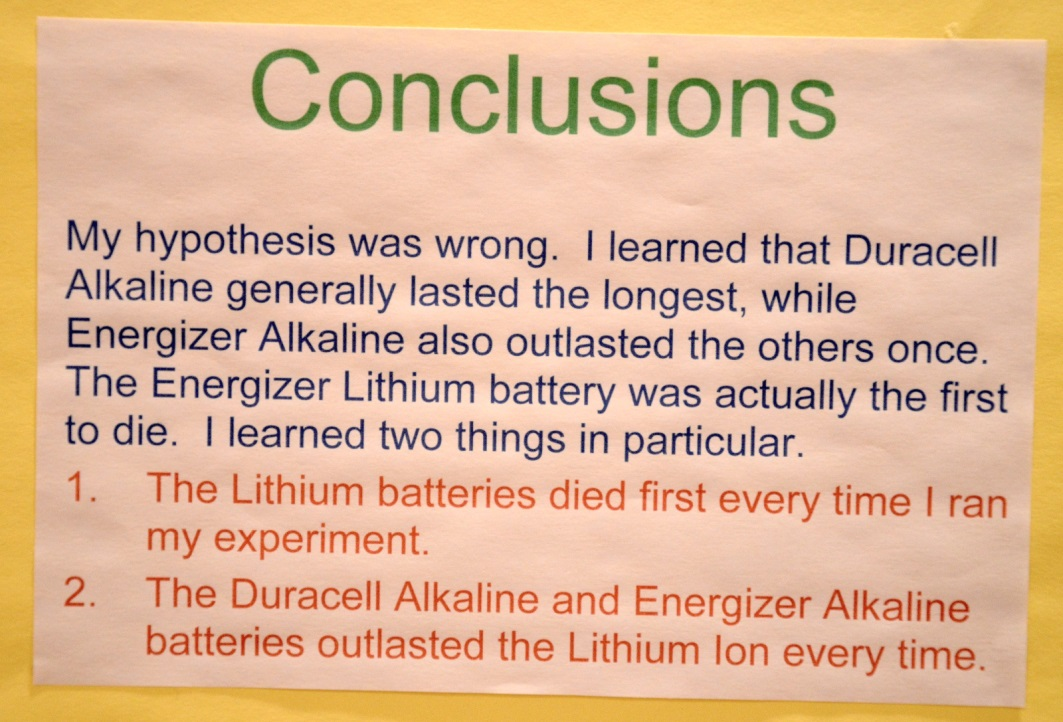 Conclusions
My hypothesis was wrong.  I learned that Duracell
Alkaline generally lasted the longest, while
Energizer Alkaline also outlasted the others once.
The Energizer Lithium battery was actually the first
to die.  I learned two things in particular.
1. The Lithium batteries died first every time I ran
my experiment.
2. The Duracell Alkaline and Energizer Alkaline
batteries outlasted the Lithium Ion every time.